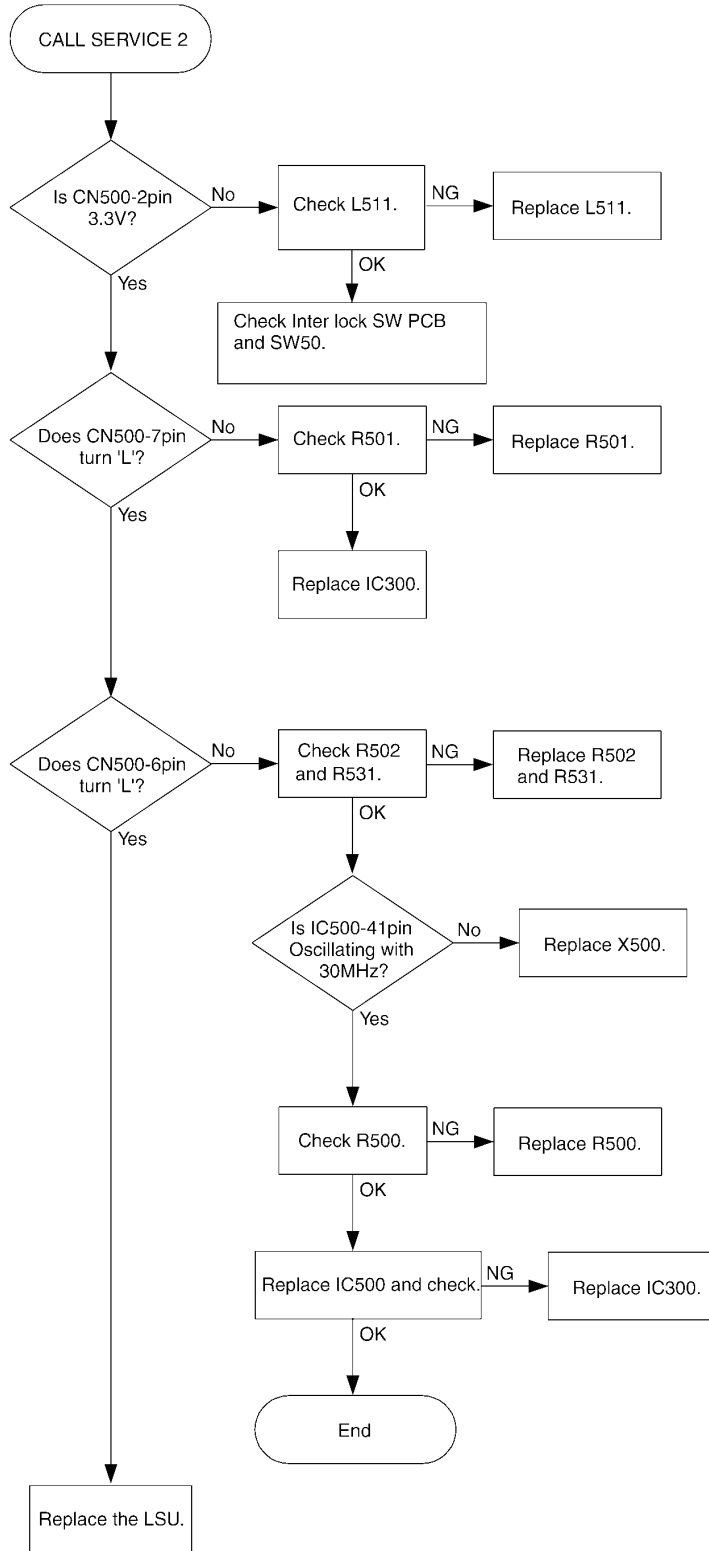 CALL SERVICE 2
Is CN500-2pin
3.3V?
No
Check L511.
NG
Replace L511.
OK
Yes
Check Inter lock SW PCB
and SW50.
Does CN500-7pin
turn 'L'?
No
Check R501.
NG
Replace R501.
OK
Yes
Replace IC300.
Does CN500-6pin
turn 'L'?
No
Check R502
and R531.
NG
Replace R502
and R531.
OK
Yes
Is IC500-41pin
Oscillating with
30MHz?
No
Replace X500.
Yes
Check R500.
NG
Replace R500.
OK
Replace IC500 and check.
NG
Replace IC300.
OK
End
Replace the LSU.